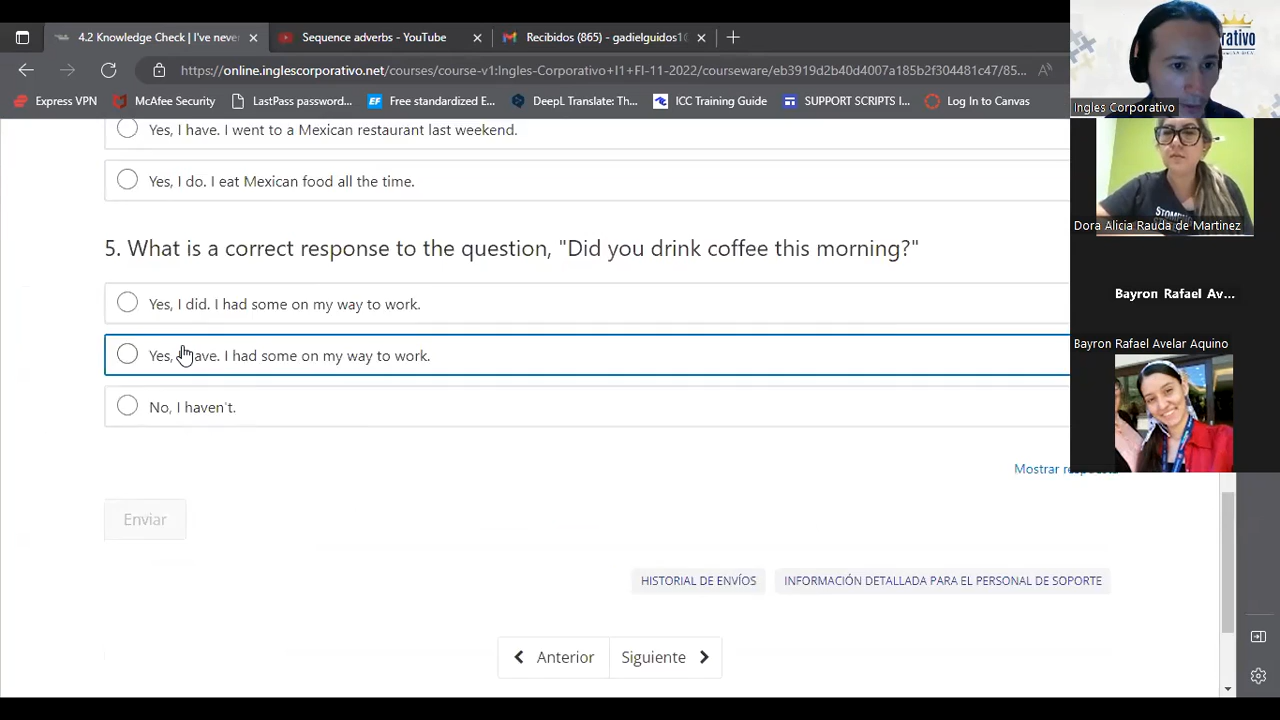 4.2 Knowledge Check | I've never
Sequence adverbs - YouTube
Recibidos (865) - gadielguidos1
https://online.inglescorporativo.net/courses/course-v1:Ingles-Corporativo+I1+FI-11-2022/courseware/eb3919d2b40d4007a185b2f304481c47/85...
Express VPN
McAfee Security
LastPass password...
Free standardized E...
DeepL Translate: Th...
ICC Training Guide
SUPPORT SCRIPTS I...
Log In to Canvas
Yes, I have. I went to a Mexican restaurant last weekend.
Yes, I do. I eat Mexican food all the time.
5. What is a correct response to the question, "Did you drink coffee this morning?"
Yes, I did. I had some on my way to work.
Yes, I have. I had some on my way to work.
No, I haven't.
Mostrar respuesta
Enviar
HISTORIAL DE ENVÍOS
INFORMACIÓN DETALLADA PARA EL PERSONAL DE SOPORTE
Anterior
Siguiente
rativo
Ingles Corporativo
Dora Alicia Rauda de Martinez
Bayron Rafael Av...
Bayron Rafael Avelar Aquino